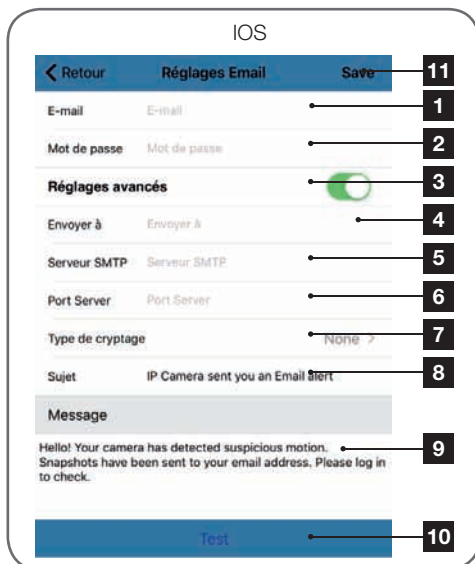 IOS
Retour Réglages Email Save 11
E-mail E-mail 1
Mot de passe Mot de passe 2
Réglages avancés 3
Envoyer à Envoyer à 4
Serveur SMTP Serveur SMTP 5
Port Server Port Server 6
Type de cryptage None > 7
Sujet IP Camera sent you an Email alert 8
Message
Hello! Your camera has detected suspicious motion. 9
Snapshots have been sent to your email address. Please log in
to check.
Test 10